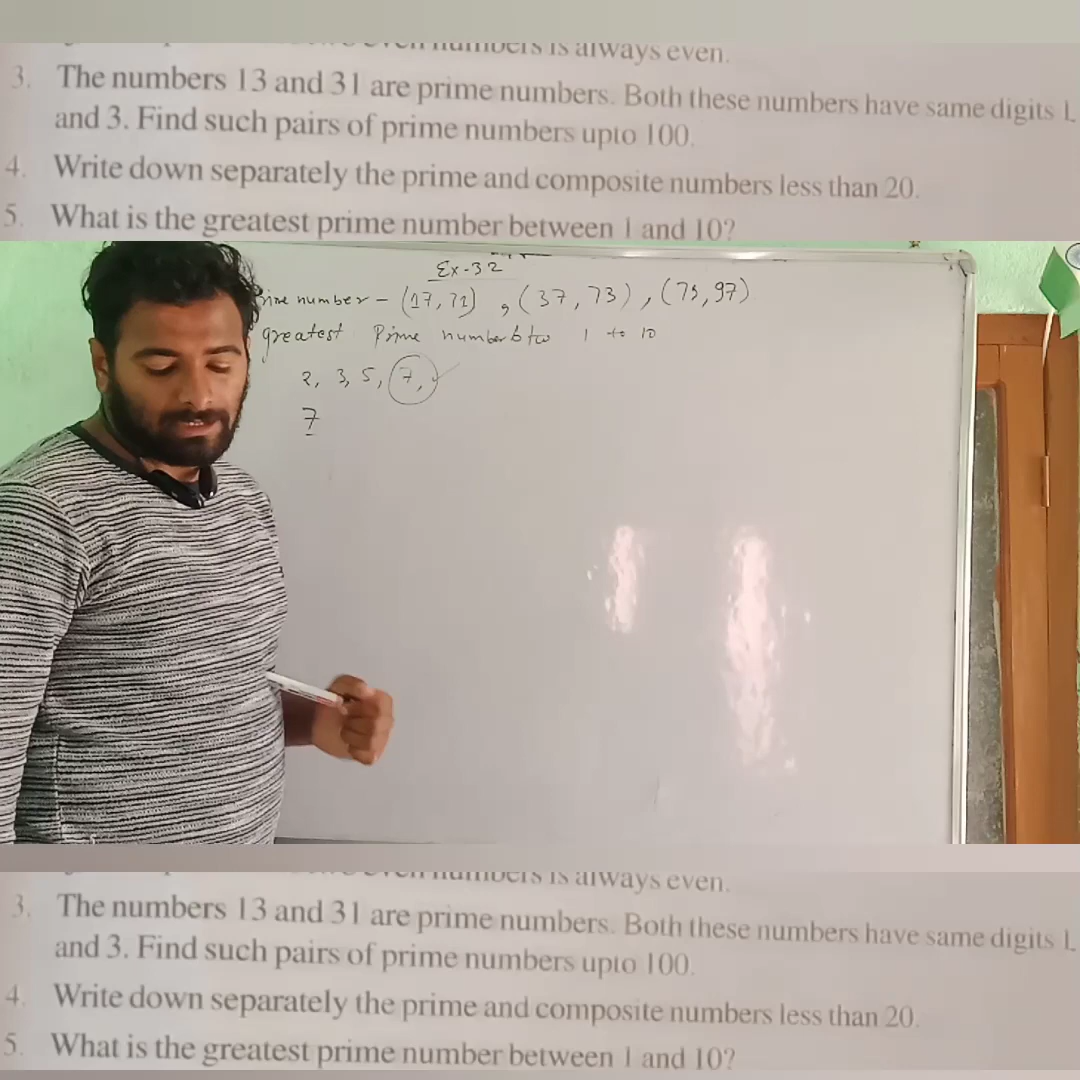 numbers is always even.
3. The numbers 13 and 31 are prime numbers. Both these numbers have same digits 1
and 3. Find such pairs of prime numbers upto 100.
4. Write down separately the prime and composite numbers less than 20.
5. What is the greatest prime number between 1 and 10?
Ex-32
number - (17, 71), (37, 73), (79, 97)
greatest Prime number btw 1 to 10
2, 3, 5, 7,
7
numbers is always even.
3. The numbers 13 and 31 are prime numbers. Both these numbers have same digits 1
and 3. Find such pairs of prime numbers upto 100.
4. Write down separately the prime and composite numbers less than 20.
5. What is the greatest prime number between 1 and 10?